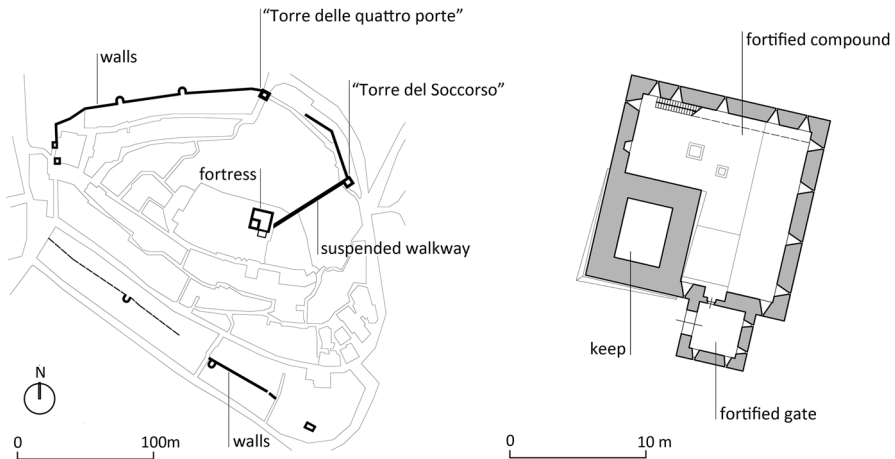 “Torre delle quattro porte”
walls
“Torre del Soccorso”
fortress
suspended walkway
walls
N
0 100m
fortified compound
keep
fortified gate
0 10 m